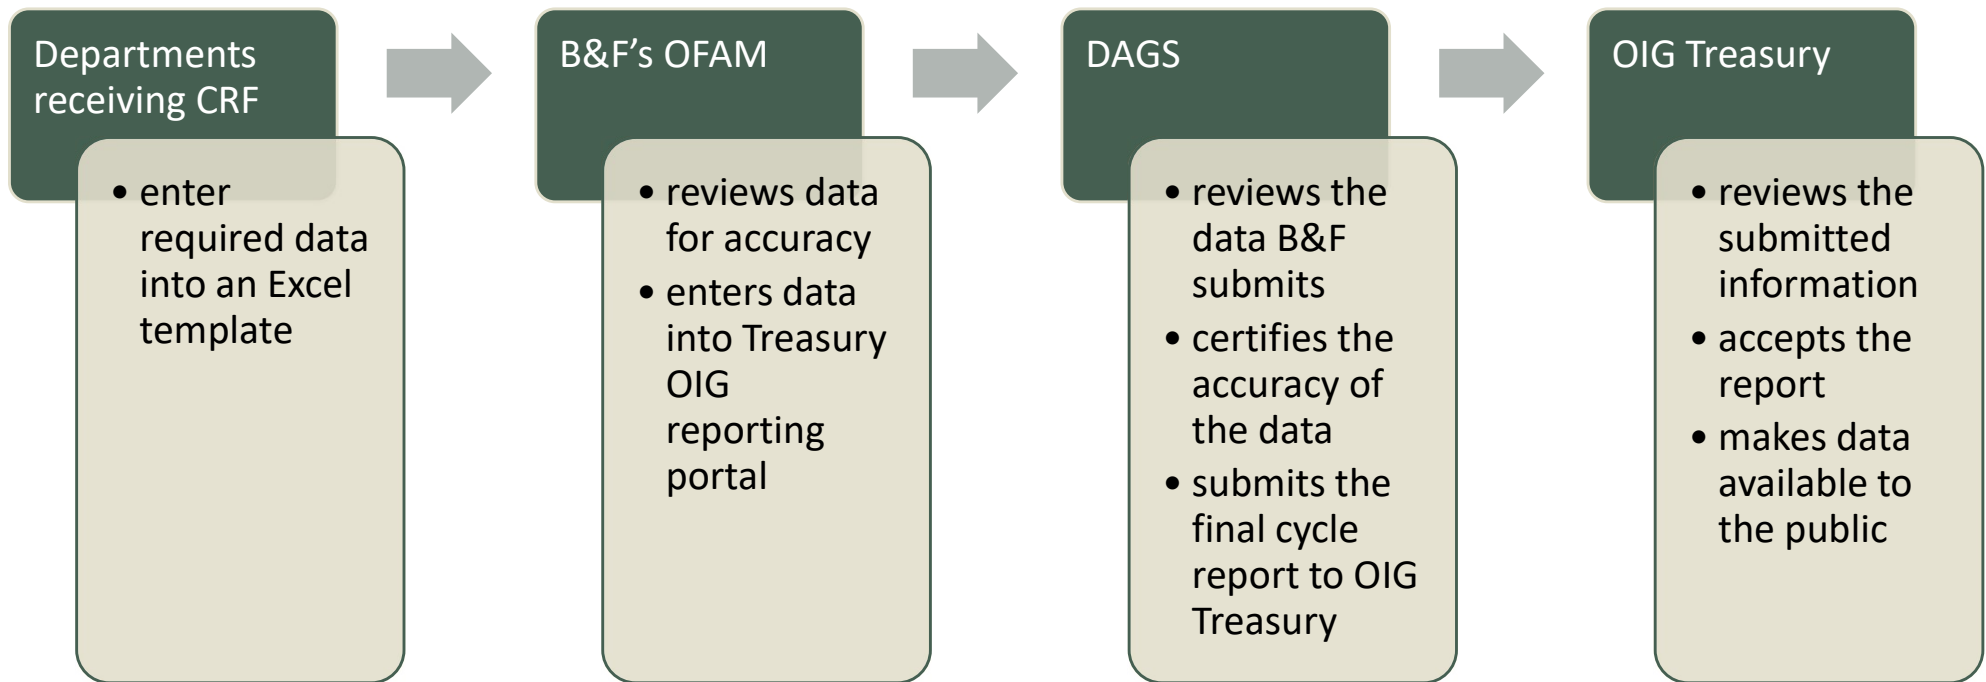 Departments
receiving CRF
• enter
required data
into an Excel
template
B&F's OFAM
• reviews data
for accuracy
• enters data
into Treasury
OIG
reporting
portal
DAGS
• reviews the
data B&F
submits
• certifies the
accuracy of
the data
• submits the
final cycle
report to OIG
Treasury
OIG Treasury
• reviews the
submitted
information
• accepts the
report
• makes data
available to
the public